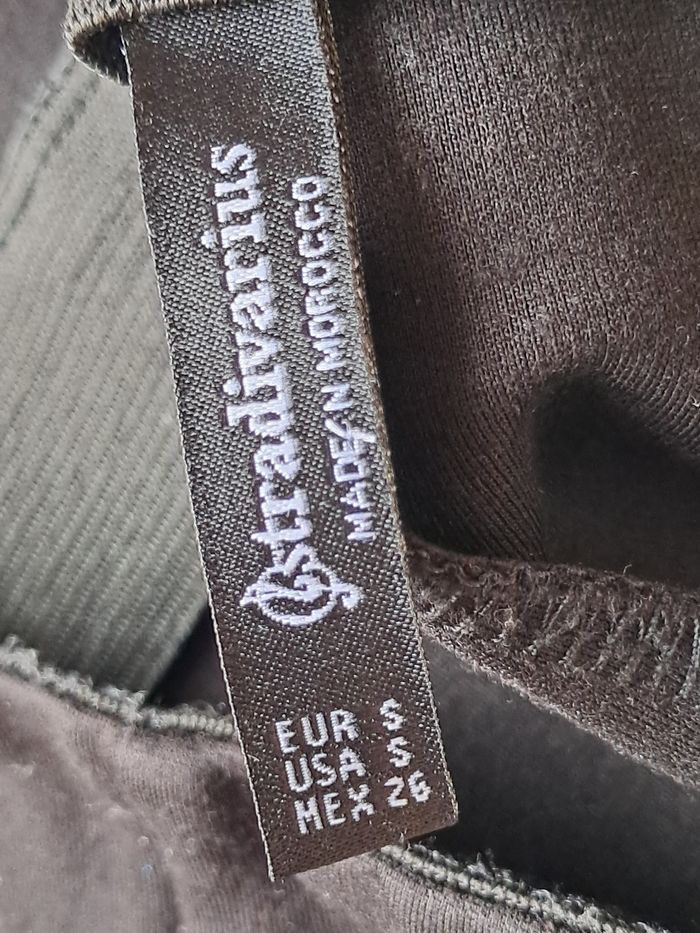 stradivarius
MADE IN MOROCCO
EUR S
USA S
MEX 26